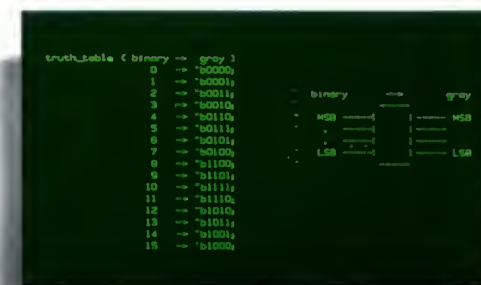 truth_table ( binary -> gray )
0 -> ^b0000;
1 -> ^b0001;
2 -> ^b0011;
3 -> ^b0010;
4 -> ^b0110;
5 -> ^b0111;
6 -> ^b0101;
7 -> ^b0100;
8 -> ^b1100;
9 -> ^b1101;
10 -> ^b1111;
11 -> ^b1110;
12 -> ^b1010;
13 -> ^b1011;
14 -> ^b1001;
15 -> ^b1000;
binary <=> gray
MSB MSB
LSB LSB